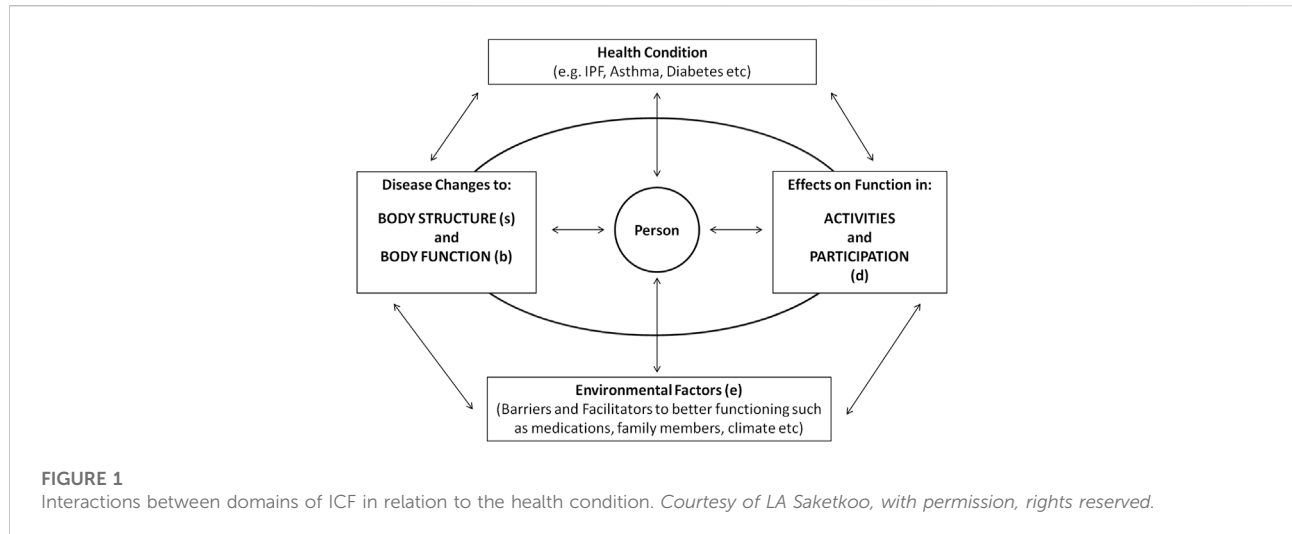 Health Condition
(e.g. IPF, Asthma, Diabetes etc)
Disease Changes to:
BODY STRUCTURE (s)
and
BODY FUNCTION (b)
Person
Effects on Function in:
ACTIVITIES
and
PARTICIPATION
(d)
Environmental Factors (e)
(Barriers and Facilitators to better functioning such
as medications, family members, climate etc)
FIGURE 1
Interactions between domains of ICF in relation to the health condition. Courtesy of LA Saketkoo, with permission, rights reserved.